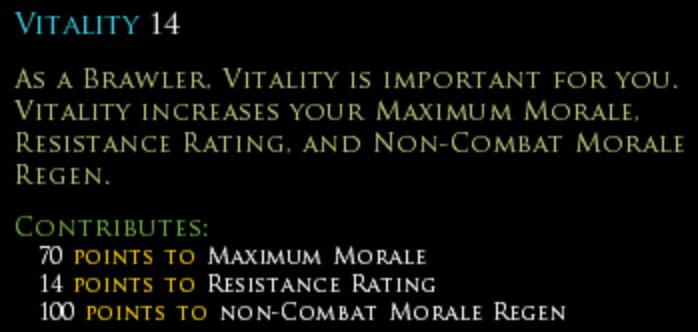 Vitality 14
As a Brawler, Vitality is important for you.
Vitality increases your Maximum Morale,
Resistance Rating, and Non-Combat Morale
Regen.
Contributes:
70 points to Maximum Morale
14 points to Resistance Rating
100 points to non-Combat Morale Regen